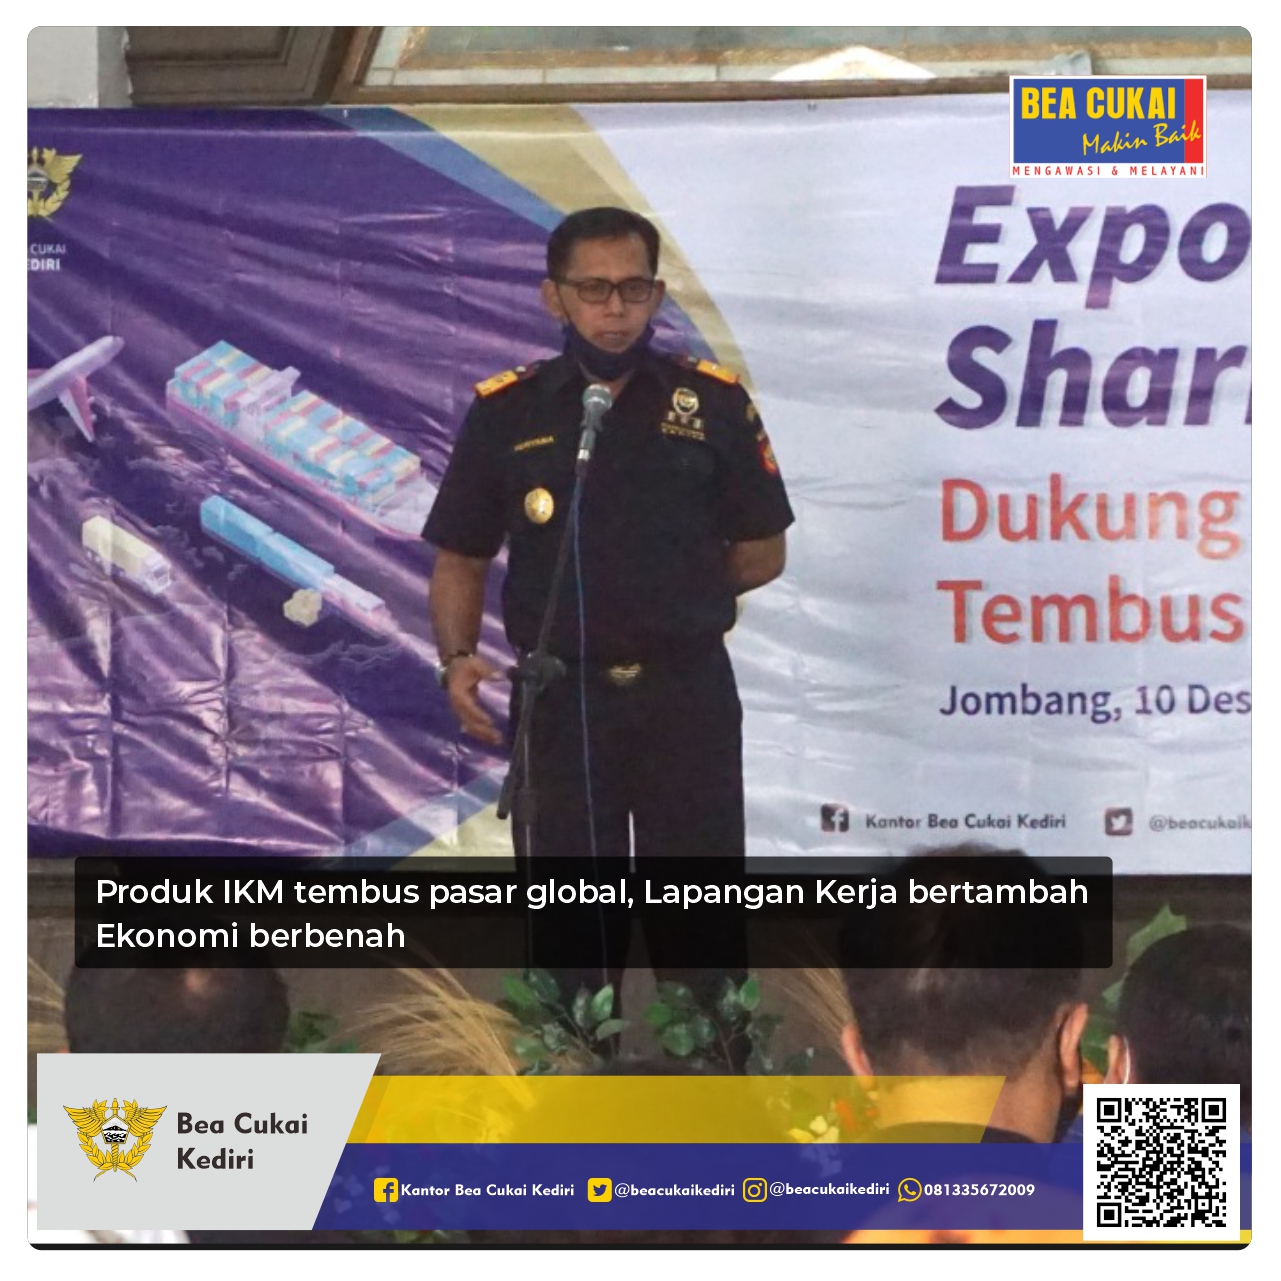 BEA CUKAI
Makin Baik
MENGAWASI & MELAYANI
CUKAI
EDIRI
Expo
Shar
Dukung
Tembus
Jombang, 10 Des
Kantor Bea Cukai Kediri @beacukaik
Produk IKM tembus pasar global, Lapangan Kerja bertambah
Ekonomi berbenah
Bea Cukai
Kediri
Kantor Bea Cukai Kediri @beacukaikediri @beacukaikediri 081335672009